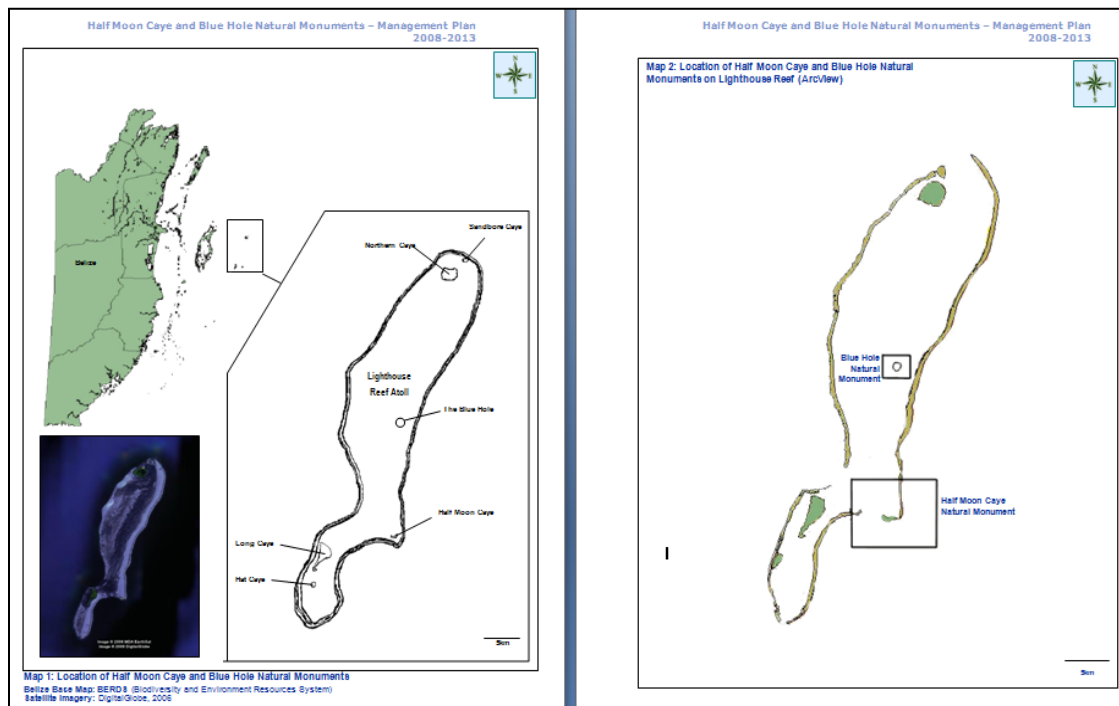 Half Moon Caye and Blue Hole Natural Monuments – Management Plan
2008-2013
N
W E
S
Sandbore Caye
Northern Caye
Belize
Lighthouse
Reef Atoll
The Blue Hole
Half Moon Caye
Long Caye
Hat Caye
Image © 2006 DigitalGlobe
5km
Map 1: Location of Half Moon Caye and Blue Hole Natural Monuments
Belize Base Map: BERDS (Biodiversity and Environment Resources System)
Satellite Imagery: DigitalGlobe, 2006
Half Moon Caye and Blue Hole Natural Monuments – Management Plan
2008-2013
Map 2: Location of Half Moon Caye and Blue Hole Natural
Monuments on Lighthouse Reef (ArcView)
N
W E
S
Blue Hole
Natural
Monument
Half Moon Caye
Natural Monument
5km